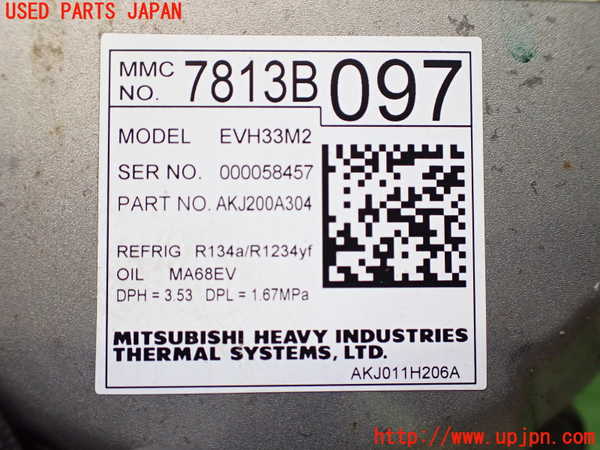 USED PARTS JAPAN
MMC NO. 7813B097
MODEL EVH33M2
SER NO. 000058457
PART NO. AKJ200A304
REFRIG R134a/R1234yf
OIL MA68EV
DPH = 3.53 DPL = 1.67MPa
MITSUBISHI HEAVY INDUSTRIES
THERMAL SYSTEMS, LTD.
AKJ011H206A
http://www.upjpn.com/